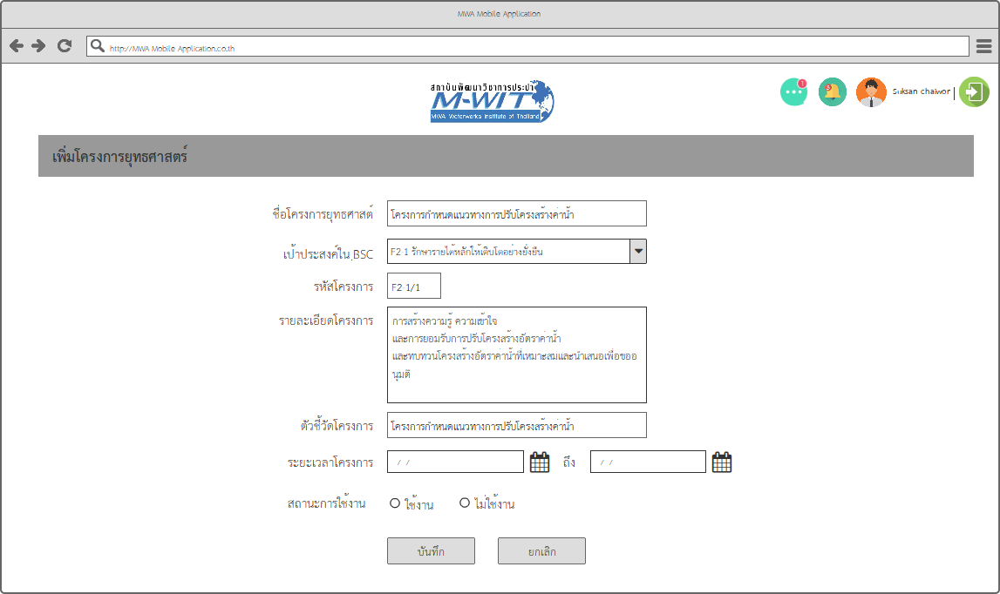 MWA Mobile Application
http://MWA Mobile Application.co.th
สถาบันพัฒนาวิชาการประปา
M-WIT
MWA Waterworks Institute of Thailand
1
5
Suksan chaiwor
เพิ่มโครงการยุทธศาสตร์
ชื่อโครงการยุทธศาสต์ โครงการกำหนดแนวทางการปรับโครงสร้างค่าน้ำ
เป้าประสงค์ใน BSC F2-1 รักษารายได้หลักให้เติบโตอย่างยั่งยืน
รหัสโครงการ F2-1/1
รายละเอียดโครงการ การสร้างความรู้ ความเข้าใจ
และการยอมรับการปรับโครงสร้างอัตราค่าน้ำ
และทบทวนโครงสร้างอัตราค่าน้ำที่เหมาะสมและนำเสนอเพื่อขออ
นุมติ
ตัวชี้วัดโครงการ โครงการกำหนดแนวทางการปรับโครงสร้างค่าน้ำ
ระยะเวลาโครงการ / / ถึง / /
สถานะการใช้งาน ใช้งาน ไม่ใช้งาน
บันทึก ยกเลิก